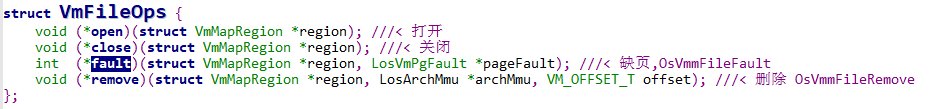 struct VmFileOps {
    void (*open)(struct VmMapRegion *region); ///< 打开
    void (*close)(struct VmMapRegion *region); ///< 关闭
    int  (*fault)(struct VmMapRegion *region, LosVmPgFault *pageFault); ///< 缺页,OsVmmFileFault
    void (*remove)(struct VmMapRegion *region, LosArchMmu *archMmu, VM_OFFSET_T offset); ///< 删除 OsVmmFileRemove
};